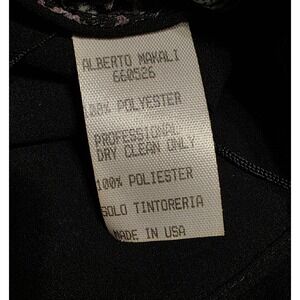 ALBERTO MAKALI
660526
100% POLYESTER
PROFESSIONAL
DRY CLEAN ONLY
100% POLIESTER
SOLO TINTORERIA
MADE IN USA